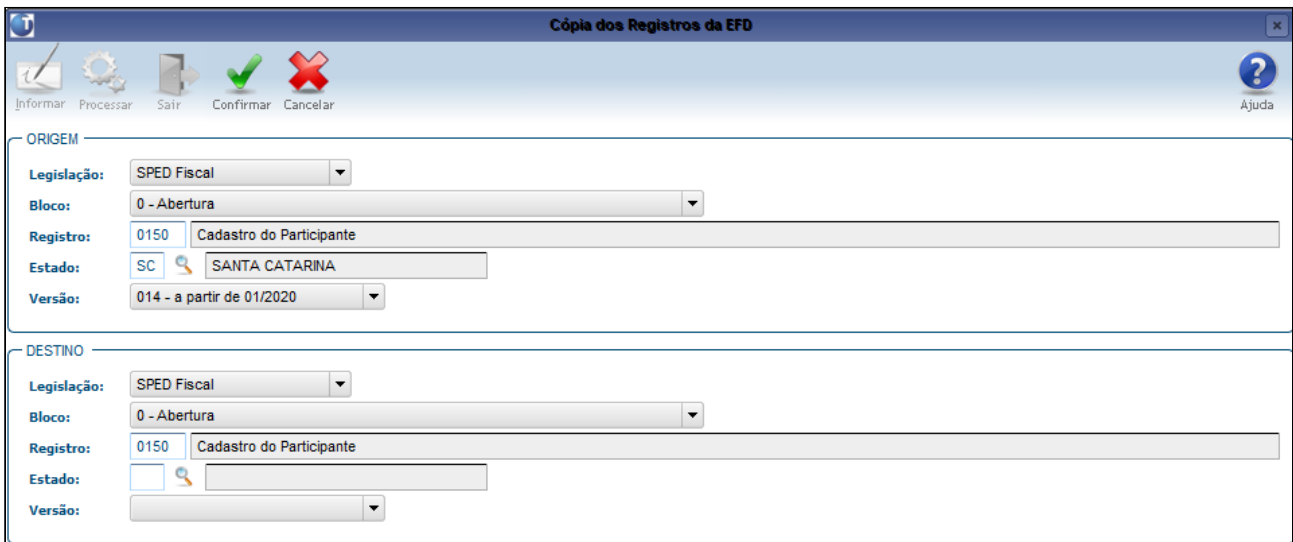 Cópia dos Registros da EFD
Informar Processar Sair Confirmar Cancelar Ajuda
ORIGEM
Legislação: SPED Fiscal
Bloco: 0 - Abertura
Registro: 0150 Cadastro do Participante
Estado: SC SANTA CATARINA
Versão: 014 - a partir de 01/2020
DESTINO
Legislação: SPED Fiscal
Bloco: 0 - Abertura
Registro: 0150 Cadastro do Participante
Estado:
Versão: